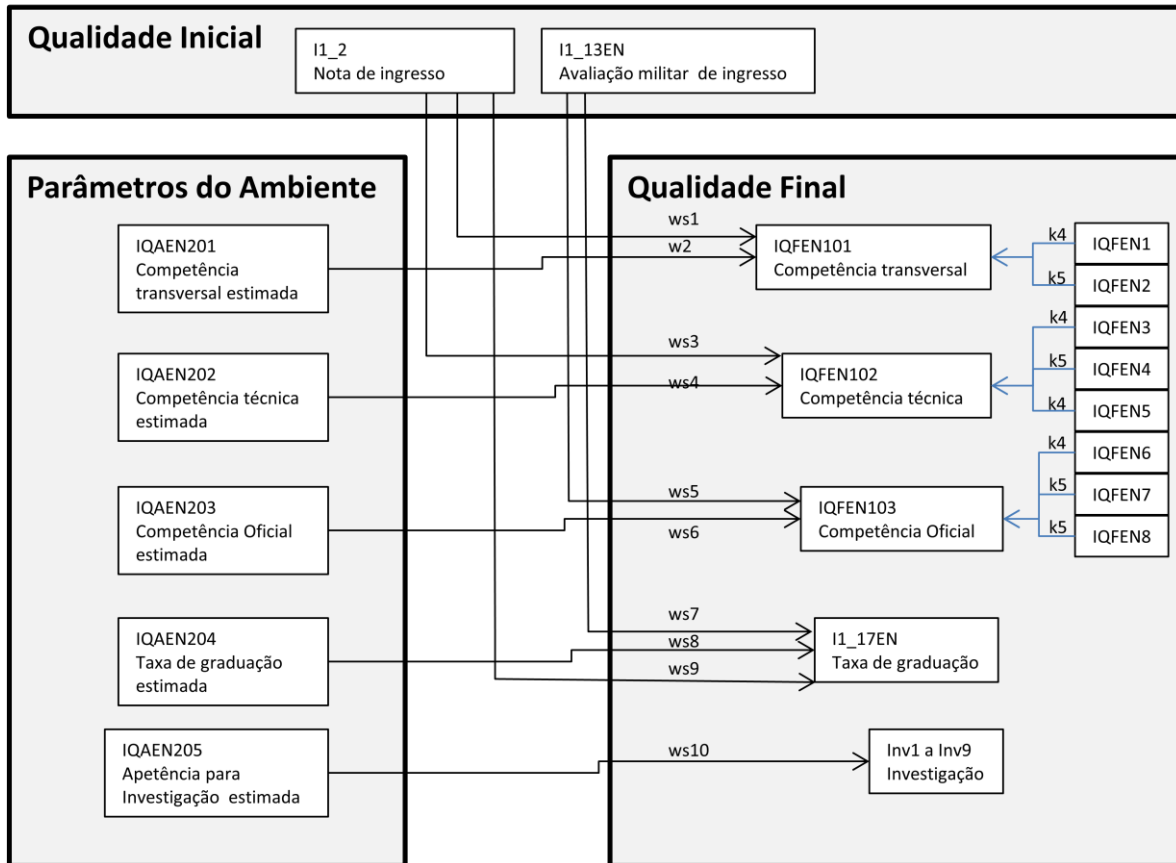 Qualidade Inicial
I1_2
Nota de ingresso
I1_13EN
Avaliação militar de ingresso
Parâmetros do Ambiente
IQAEN201
Competência
transversal estimada
IQAEN202
Competência técnica
estimada
IQAEN203
Competência Oficial
estimada
IQAEN204
Taxa de graduação
estimada
IQAEN205
Apetência para
Investigação estimada
Qualidade Final
ws1
w2
IQFEN101
Competência transversal
k4
IQFEN1
k5
IQFEN2
ws3
ws4
IQFEN102
Competência técnica
k4
IQFEN3
k5
IQFEN4
k4
IQFEN5
ws5
ws6
IQFEN103
Competência Oficial
k4
IQFEN6
k5
IQFEN7
k5
IQFEN8
ws7
ws8
ws9
I1_17EN
Taxa de graduação
ws10
Inv1 a Inv9
Investigação